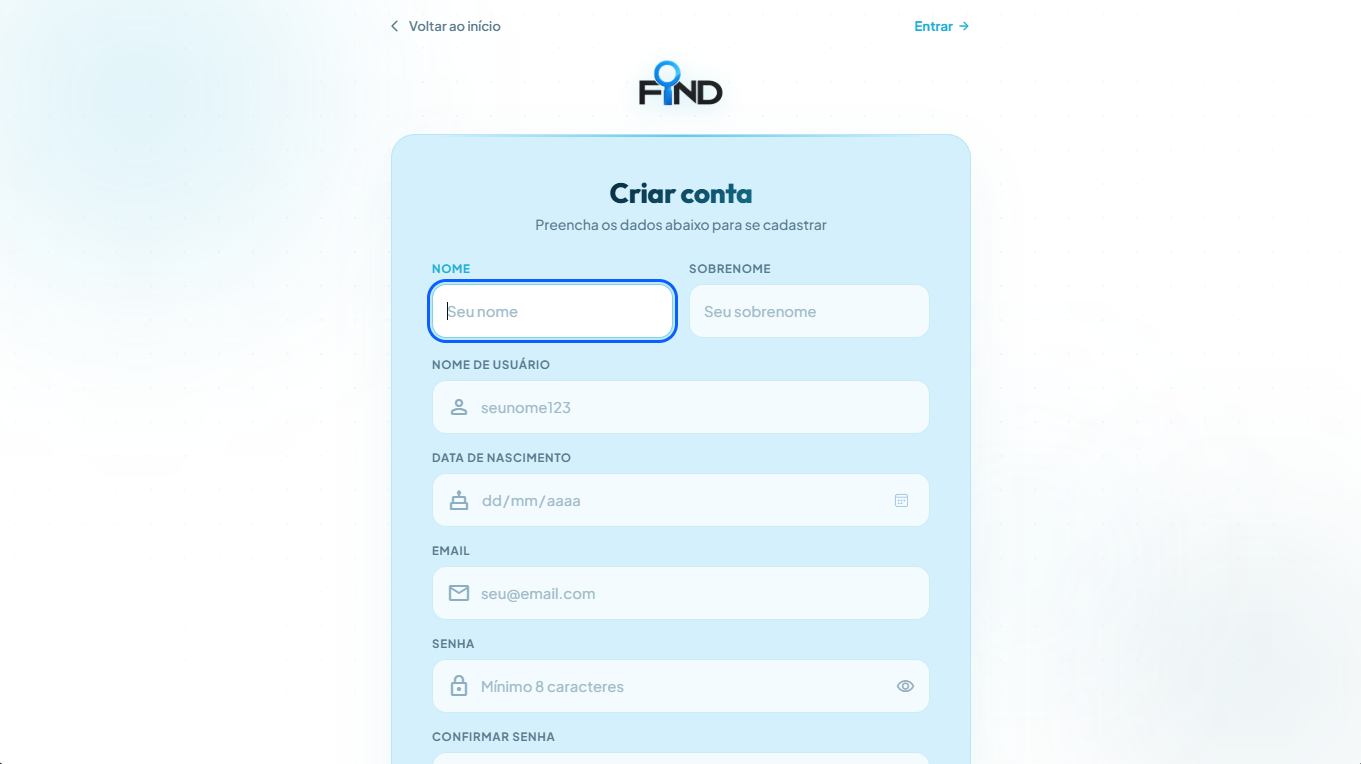 Voltar ao início
Entrar →
FIND
Criar conta
Preencha os dados abaixo para se cadastrar
NOME
SOBRENOME
Seu nome
Seu sobrenome
NOME DE USUÁRIO
seunome123
DATA DE NASCIMENTO
dd/mm/aaaa
EMAIL
seu@email.com
SENHA
Mínimo 8 caracteres
CONFIRMAR SENHA